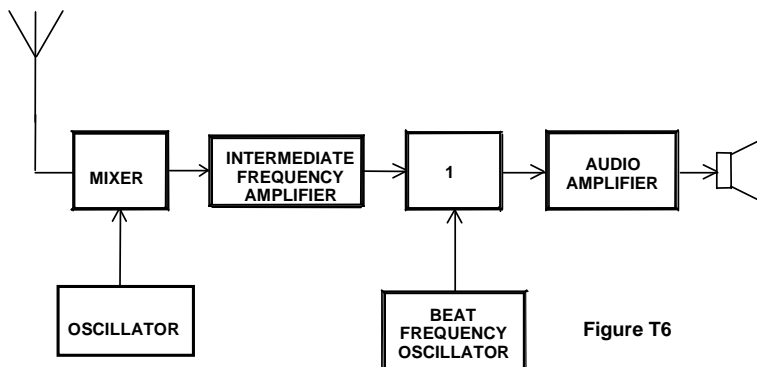 MIXER
INTERMEDIATE
FREQUENCY
AMPLIFIER
1
AUDIO
AMPLIFIER
OSCILLATOR
BEAT
FREQUENCY
OSCILLATOR
Figure T6